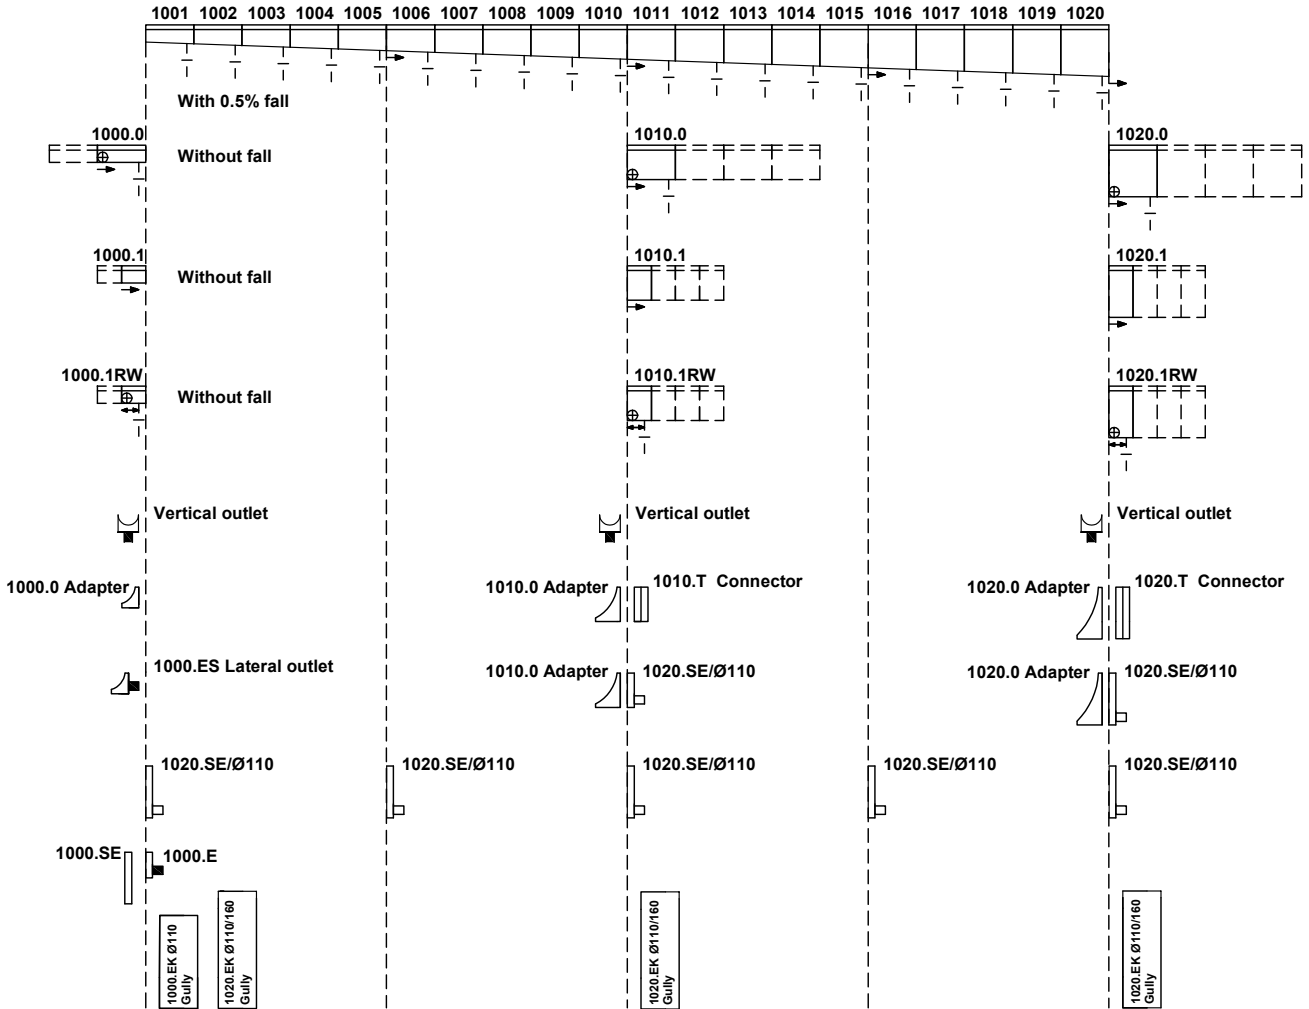 1001 1002 1003 1004 1005 1006 1007 1008 1009 1010 1011 1012 1013 1014 1015 1016 1017 1018 1019 1020
With 0.5% fall
1000.0 Without fall 1010.0 1020.0
1000.1 Without fall 1010.1 1020.1
1000.1RW Without fall 1010.1RW 1020.1RW
Vertical outlet Vertical outlet Vertical outlet
1000.0 Adapter 1010.0 Adapter 1010.T Connector 1020.0 Adapter 1020.T Connector
1000.ES Lateral outlet 1010.0 Adapter 1020.SE/Ø110 1020.0 Adapter 1020.SE/Ø110
1020.SE/Ø110 1020.SE/Ø110 1020.SE/Ø110 1020.SE/Ø110 1020.SE/Ø110
1000.SE 1000.E
1000.EK Ø110
Gully
1020.EK Ø110/160
Gully
1020.EK Ø110/160
Gully
1020.EK Ø110/160
Gully